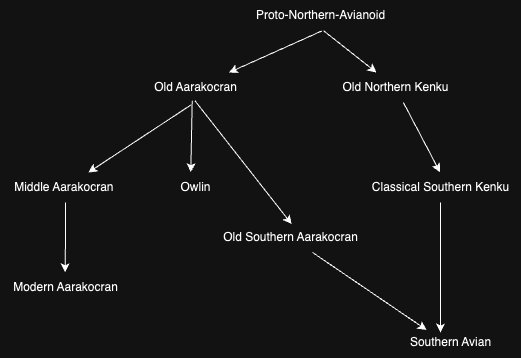 Proto-Northern-Avianoid
Old Aarakocran
Old Northern Kenku
Middle Aarakocran
Owlin
Classical Southern Kenku
Old Southern Aarakocran
Modern Aarakocran
Southern Avian